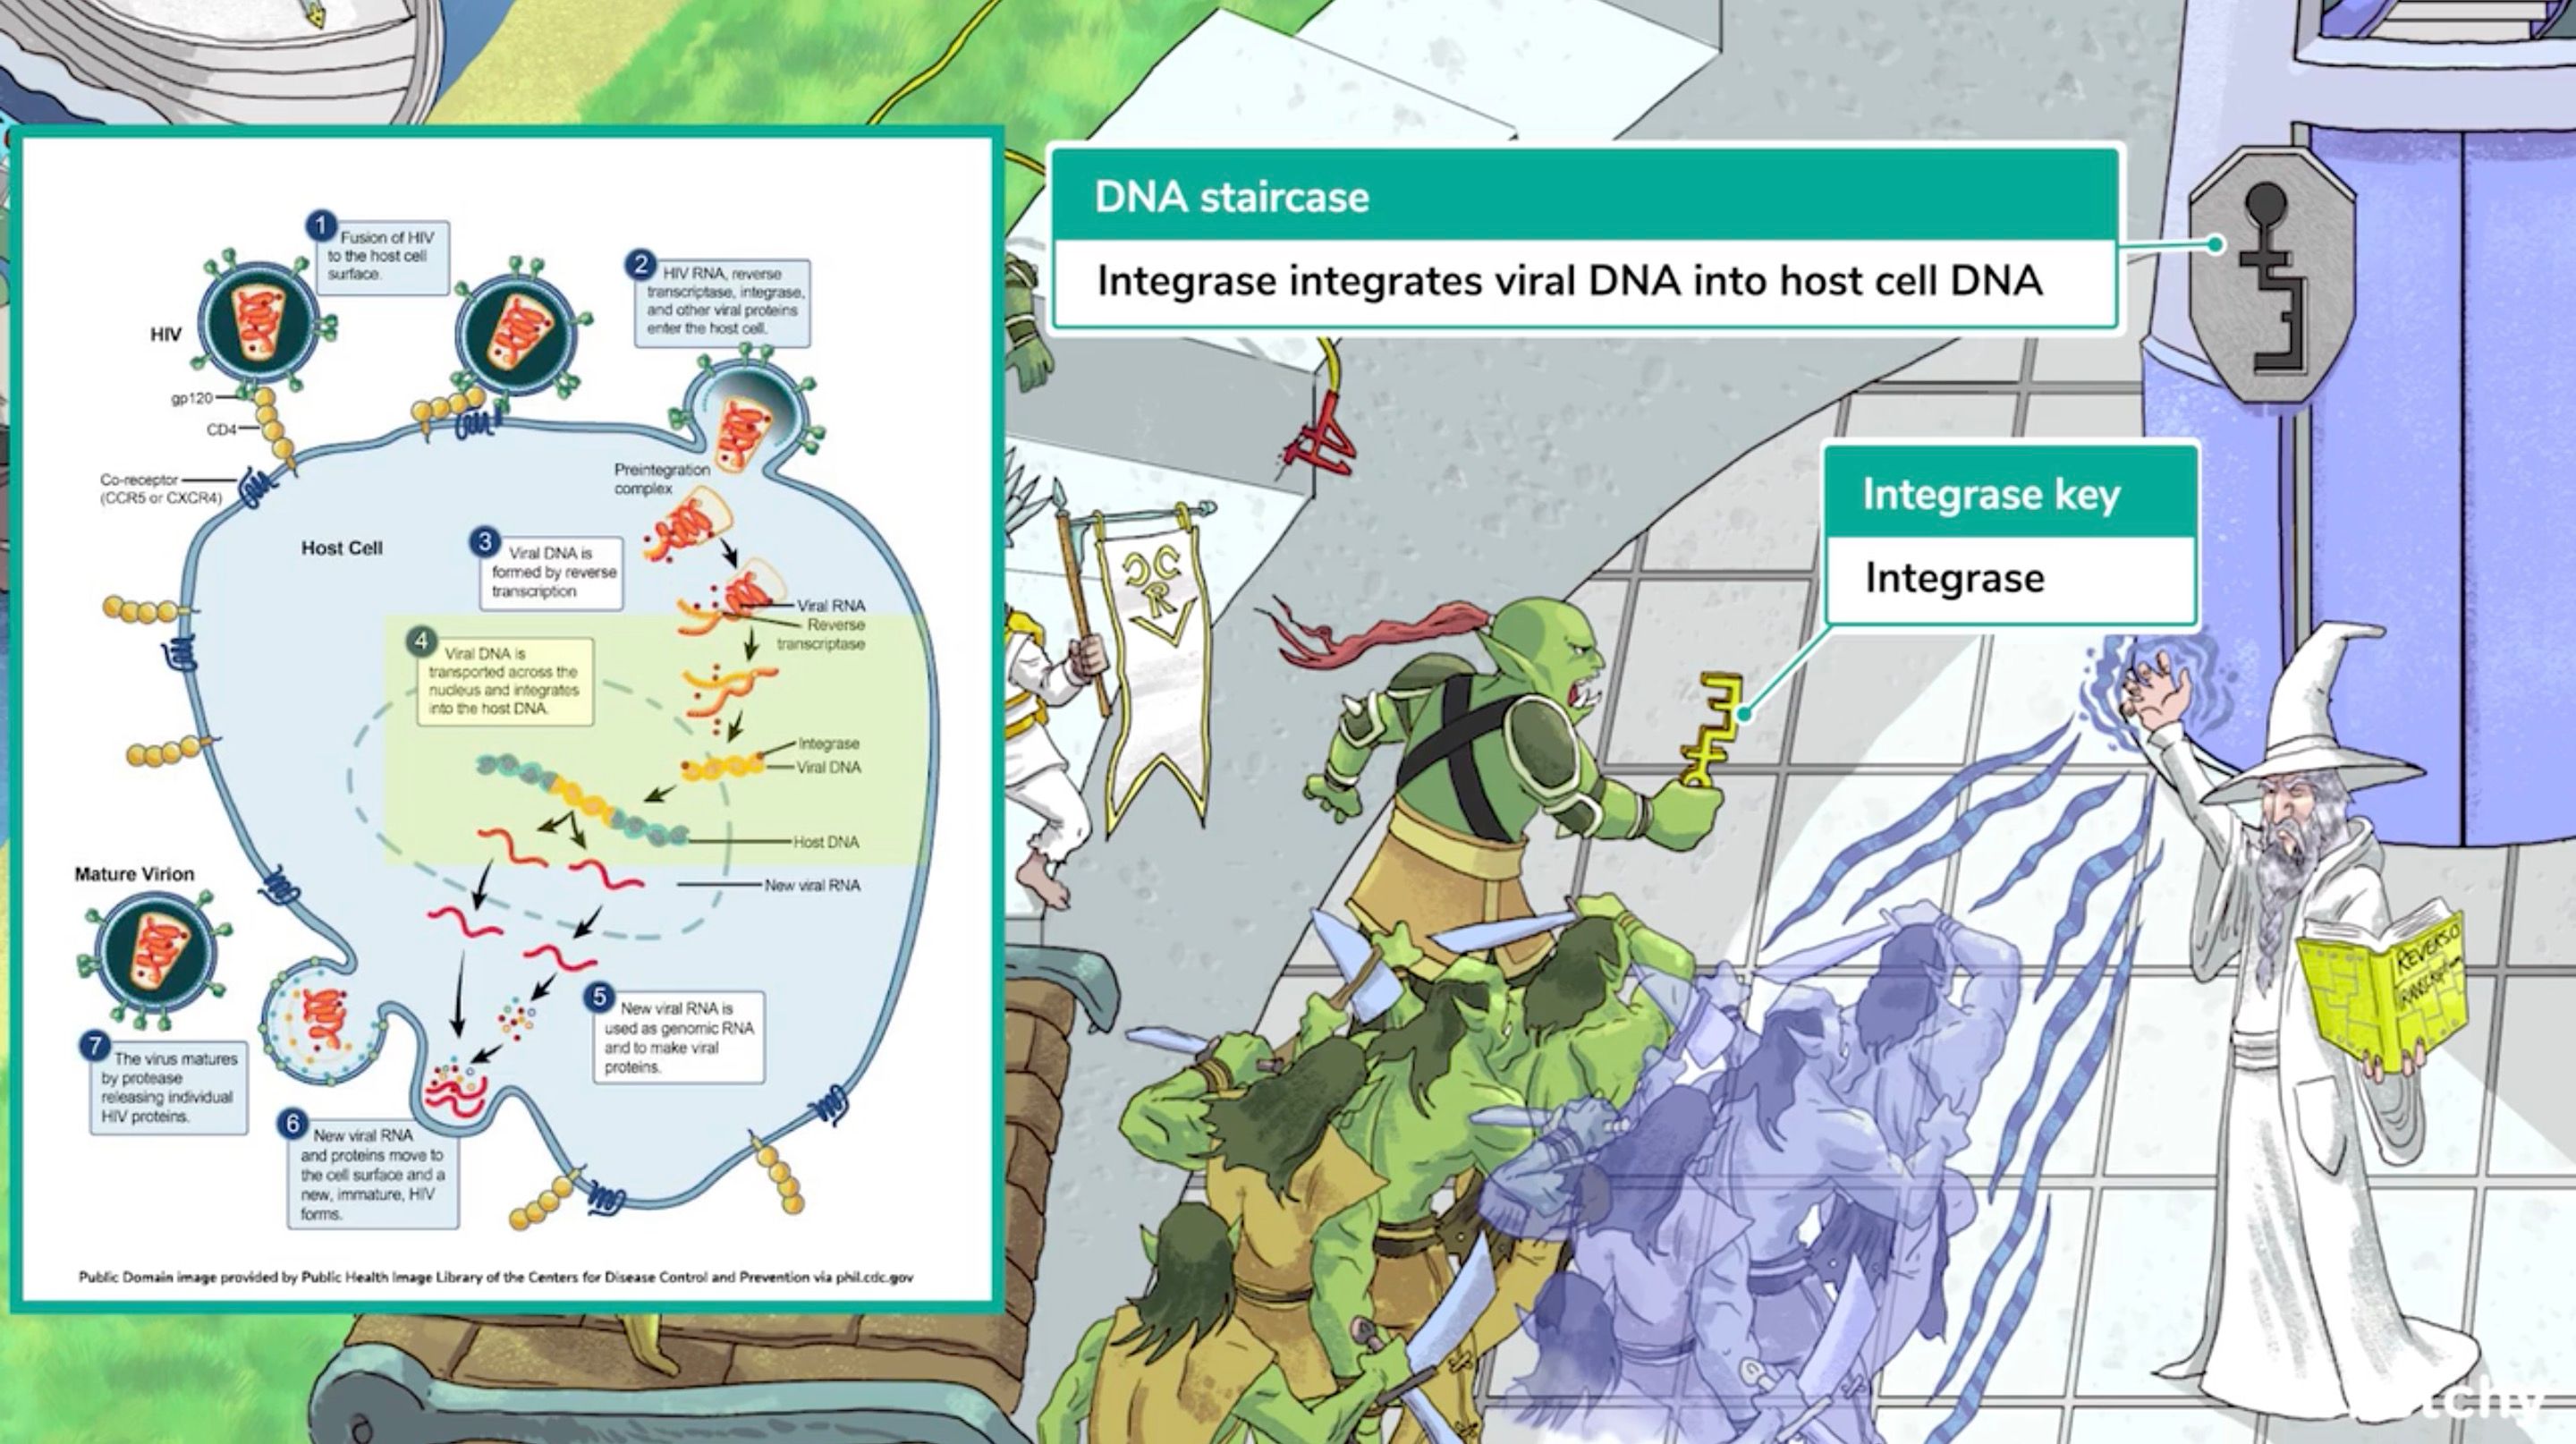 DNA staircase
Integrase integrates viral DNA into host cell DNA
Integrase key
Integrase
1
Fusion of HIV
to the host cell
surface.
2
HIV RNA, reverse
transcriptase, integrase,
and other viral proteins
enter the host cell.
HIV
gp120
CD4
Co-receptor
(CCR5 or CXCR4)
Preintegration
complex
Host Cell
3
Viral DNA is
formed by reverse
transcription
Viral RNA
Reverse
transcriptase
4
Viral DNA is
transported across the
nucleus and integrates
into the host DNA.
Integrase
Viral DNA
Host DNA
New viral RNA
Mature Virion
5
New viral RNA is
used as genomic RNA
and to make viral
proteins.
7
The virus matures
by protease
releasing individual
HIV proteins.
6
New viral RNA
and proteins move to
the cell surface and a
new, immature, HIV
forms.
Public Domain image provided by Public Health Image Library of the Centers for Disease Control and Prevention via phil.cdc.gov
CC
R
V
REVERSO